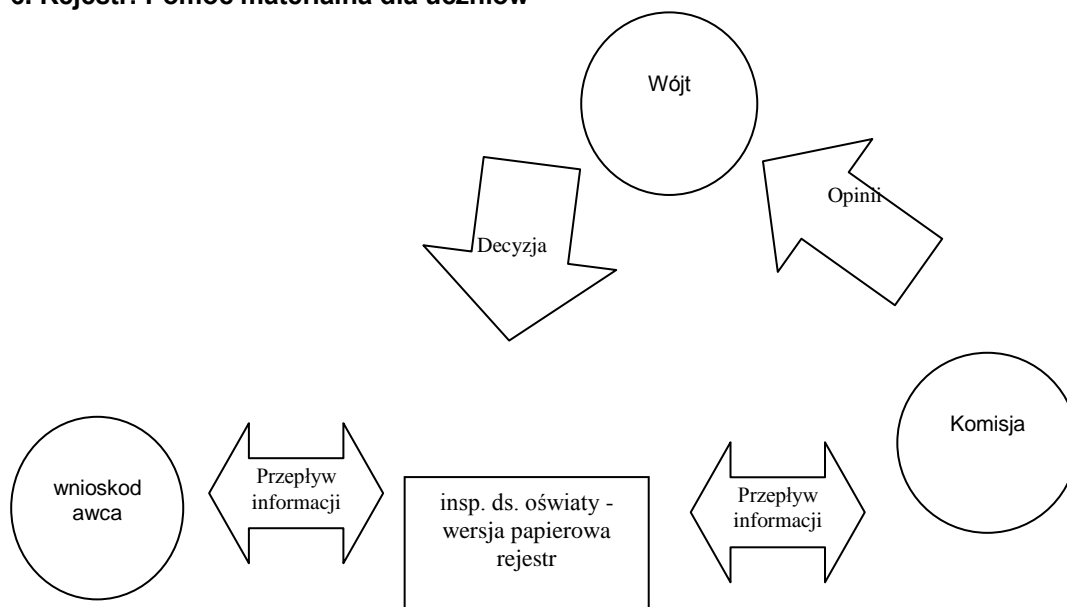 Rejestr: Pomoc materialna dla uczniów
Wójt
Opinii
Decyzja
Komisja
wnioskod
awca
Przepływ
informacji
insp. ds. oświaty -
wersja papierowa
rejestr
Przepływ
informacji